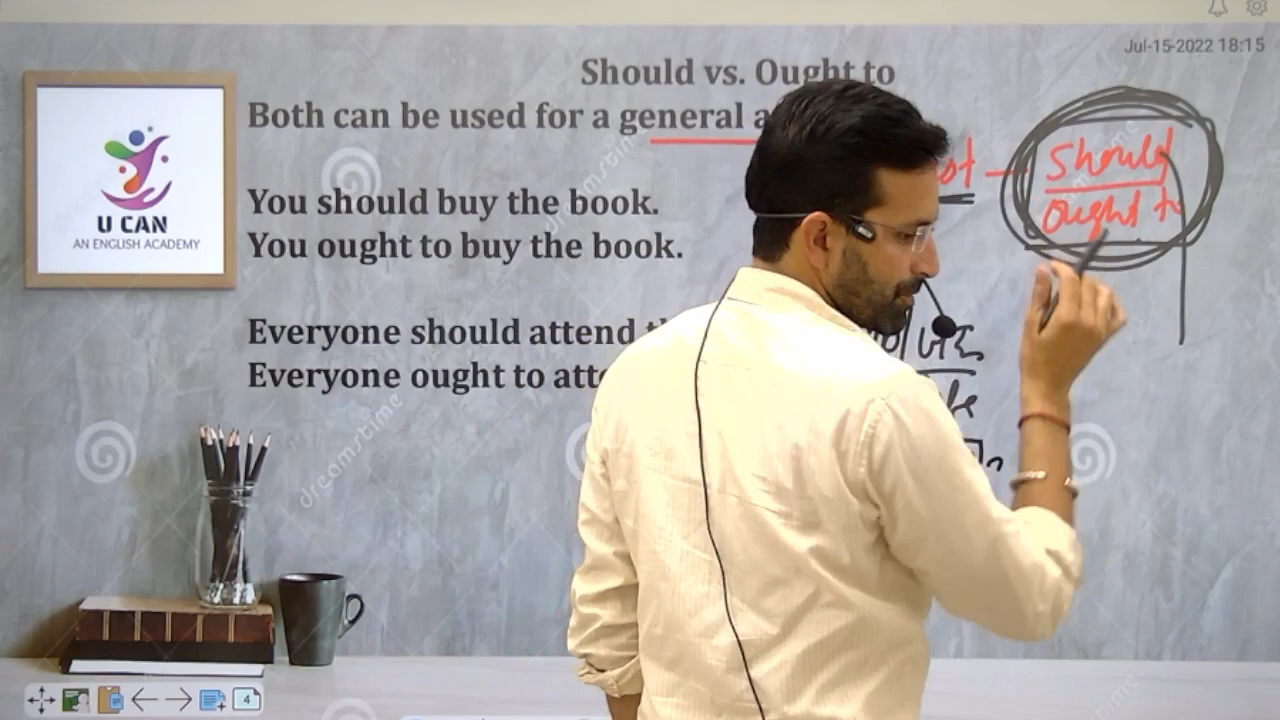 Jul-15-2022 18:15
Should vs. Ought to
Both can be used for a general a
You should buy the book.
You ought to buy the book.
Everyone should attend
Everyone ought to atte
Should
Ought to
U CAN
AN ENGLISH ACADEMY
dreamstime
dreamstime
4